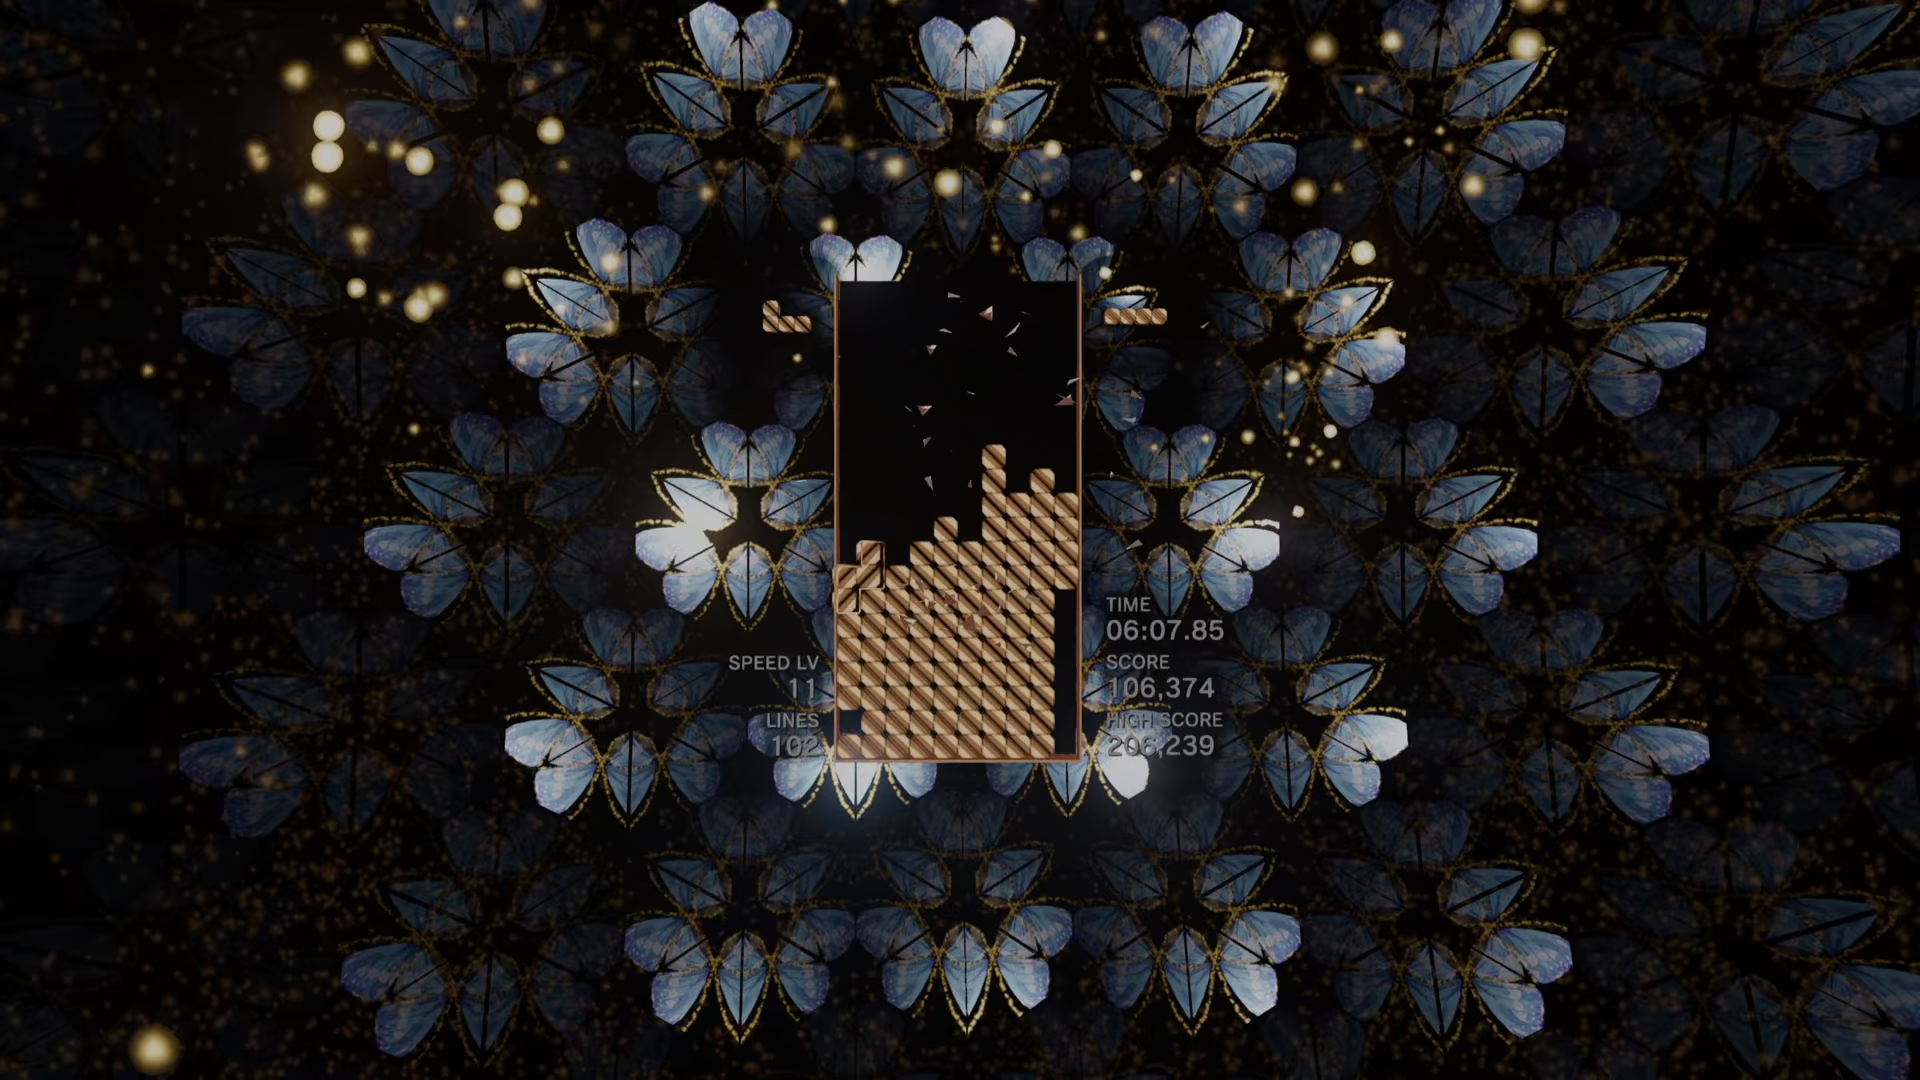 SPEED LV
11
LINES
102
TIME
06:07.85
SCORE
106,374
HIGH SCORE
206,239